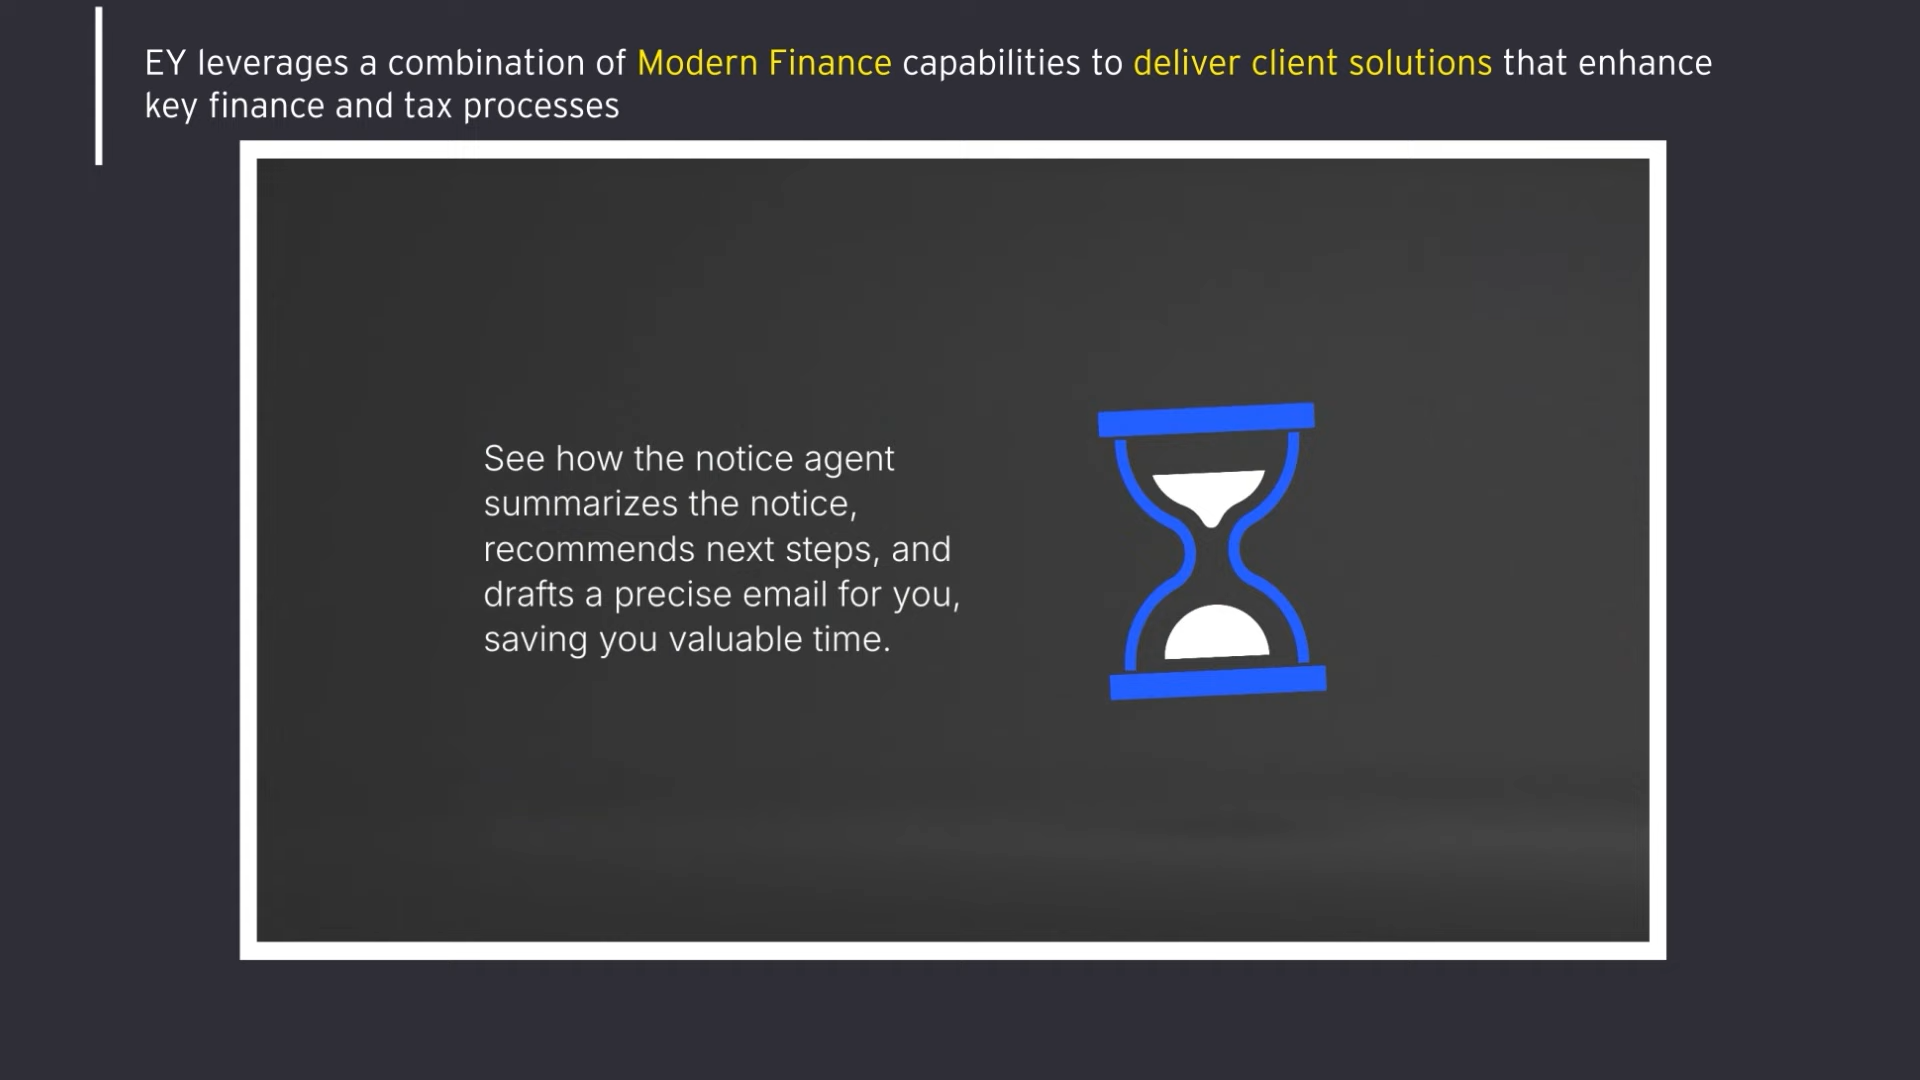 EY leverages a combination of Modern Finance capabilities to deliver client solutions that enhance
key finance and tax processes
See how the notice agent
summarizes the notice,
recommends next steps, and
drafts a precise email for you,
saving you valuable time.